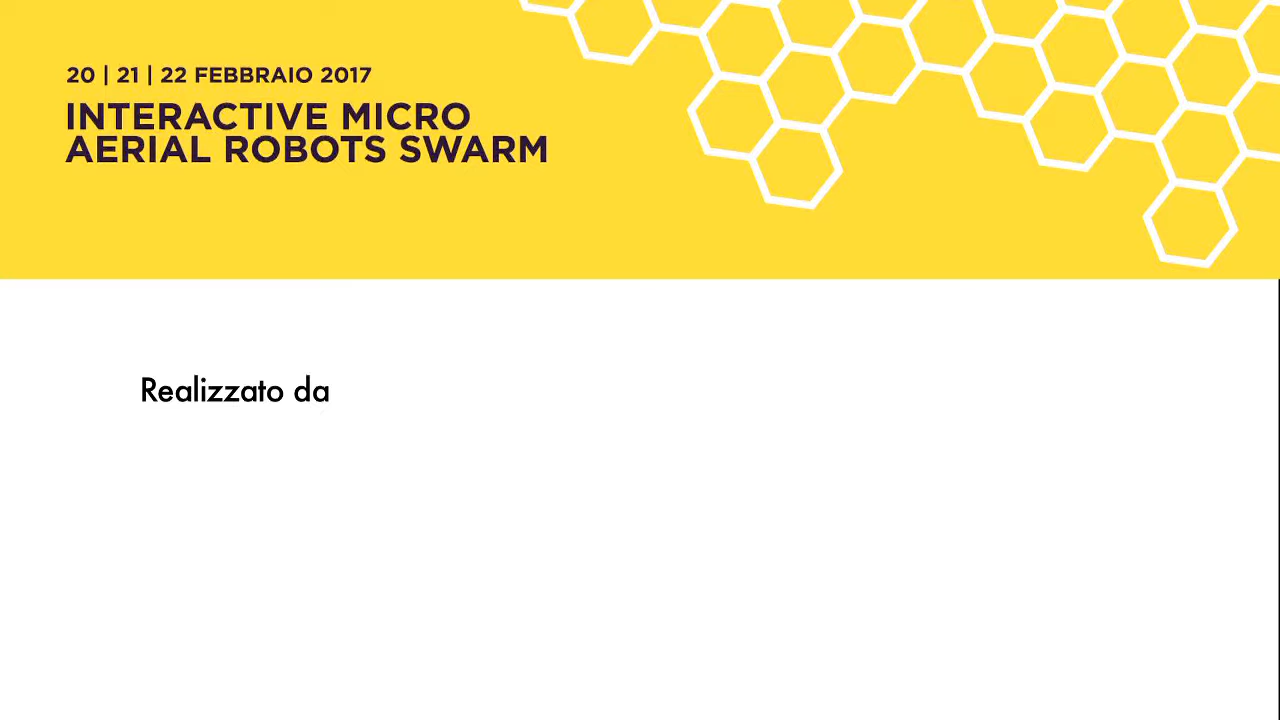 20 | 21 | 22 FEBBRAIO 2017
INTERACTIVE MICRO
AERIAL ROBOTS SWARM
Realizzato da